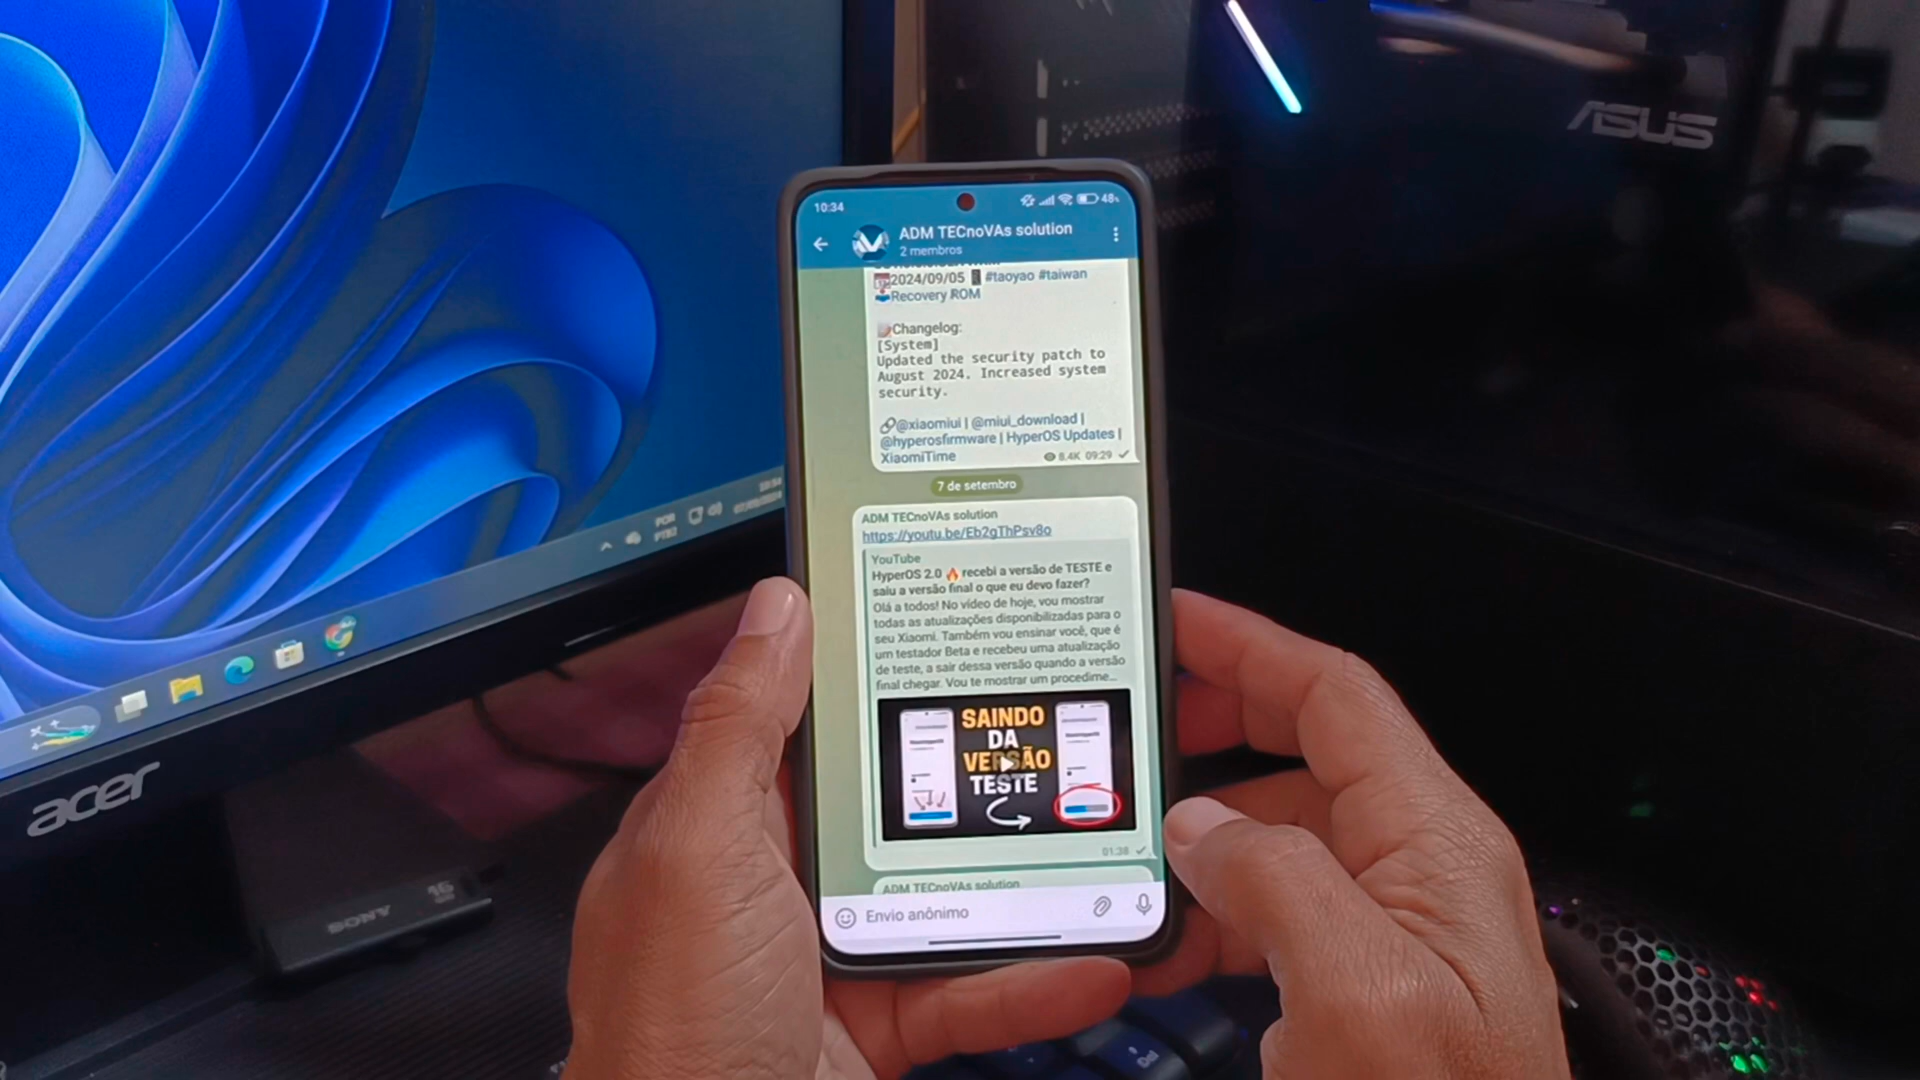 ASUS
10:34
48%
ADM TECnoVAs solution
2 membros
2024/09/05 #taoyao #taiwan
Recovery ROM
Changelog:
[System]
Updated the security patch to
August 2024. Increased system
security.
@xiaomiui | @miui_download |
@hyperosfirmware | HyperOS Updates |
XiaomiTime
8.4K 09:29
7 de setembro
ADM TECnoVAs solution
https://youtu.be/Eb2gThPsv8o
YouTube
HyperOS 2.0 🔥 recebi a versão de TESTE e
saiu a versão final o que eu devo fazer?
Olá a todos! No vídeo de hoje, vou mostrar
todas as atualizações disponibilizadas para o
seu Xiaomi. Também vou ensinar você, que é
um testador Beta e recebeu uma atualização
de teste, a sair dessa versão quando a versão
final chegar. Vou te mostrar um procedime...
SAINDO
DA
VERSÃO
TESTE
01:38
ADM TECnoVAs solution
Envio anônimo
POR
PTB2
acer
SONY
16
Del